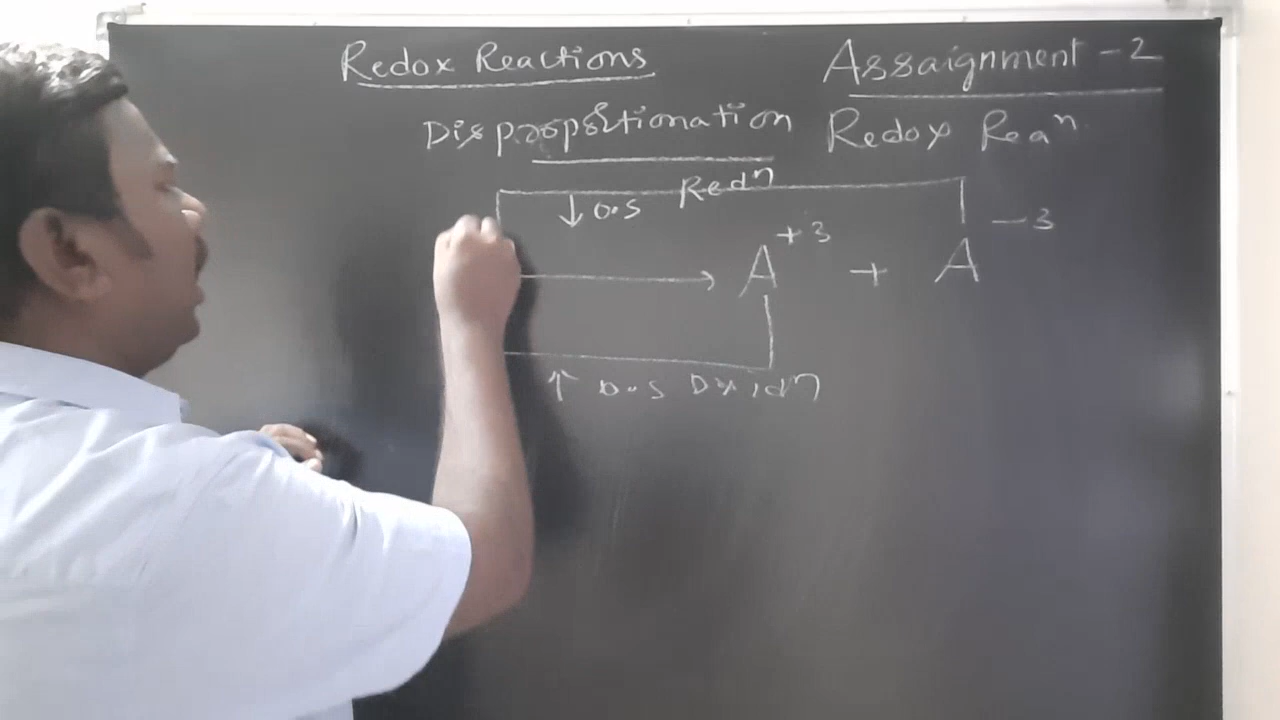 Redox Reactions
Assaignment - 2
Disproportionation Redox Reaⁿ
Redⁿ
↓ O.S
A⁺³ + A⁻³
↑ O.S Oxidⁿ